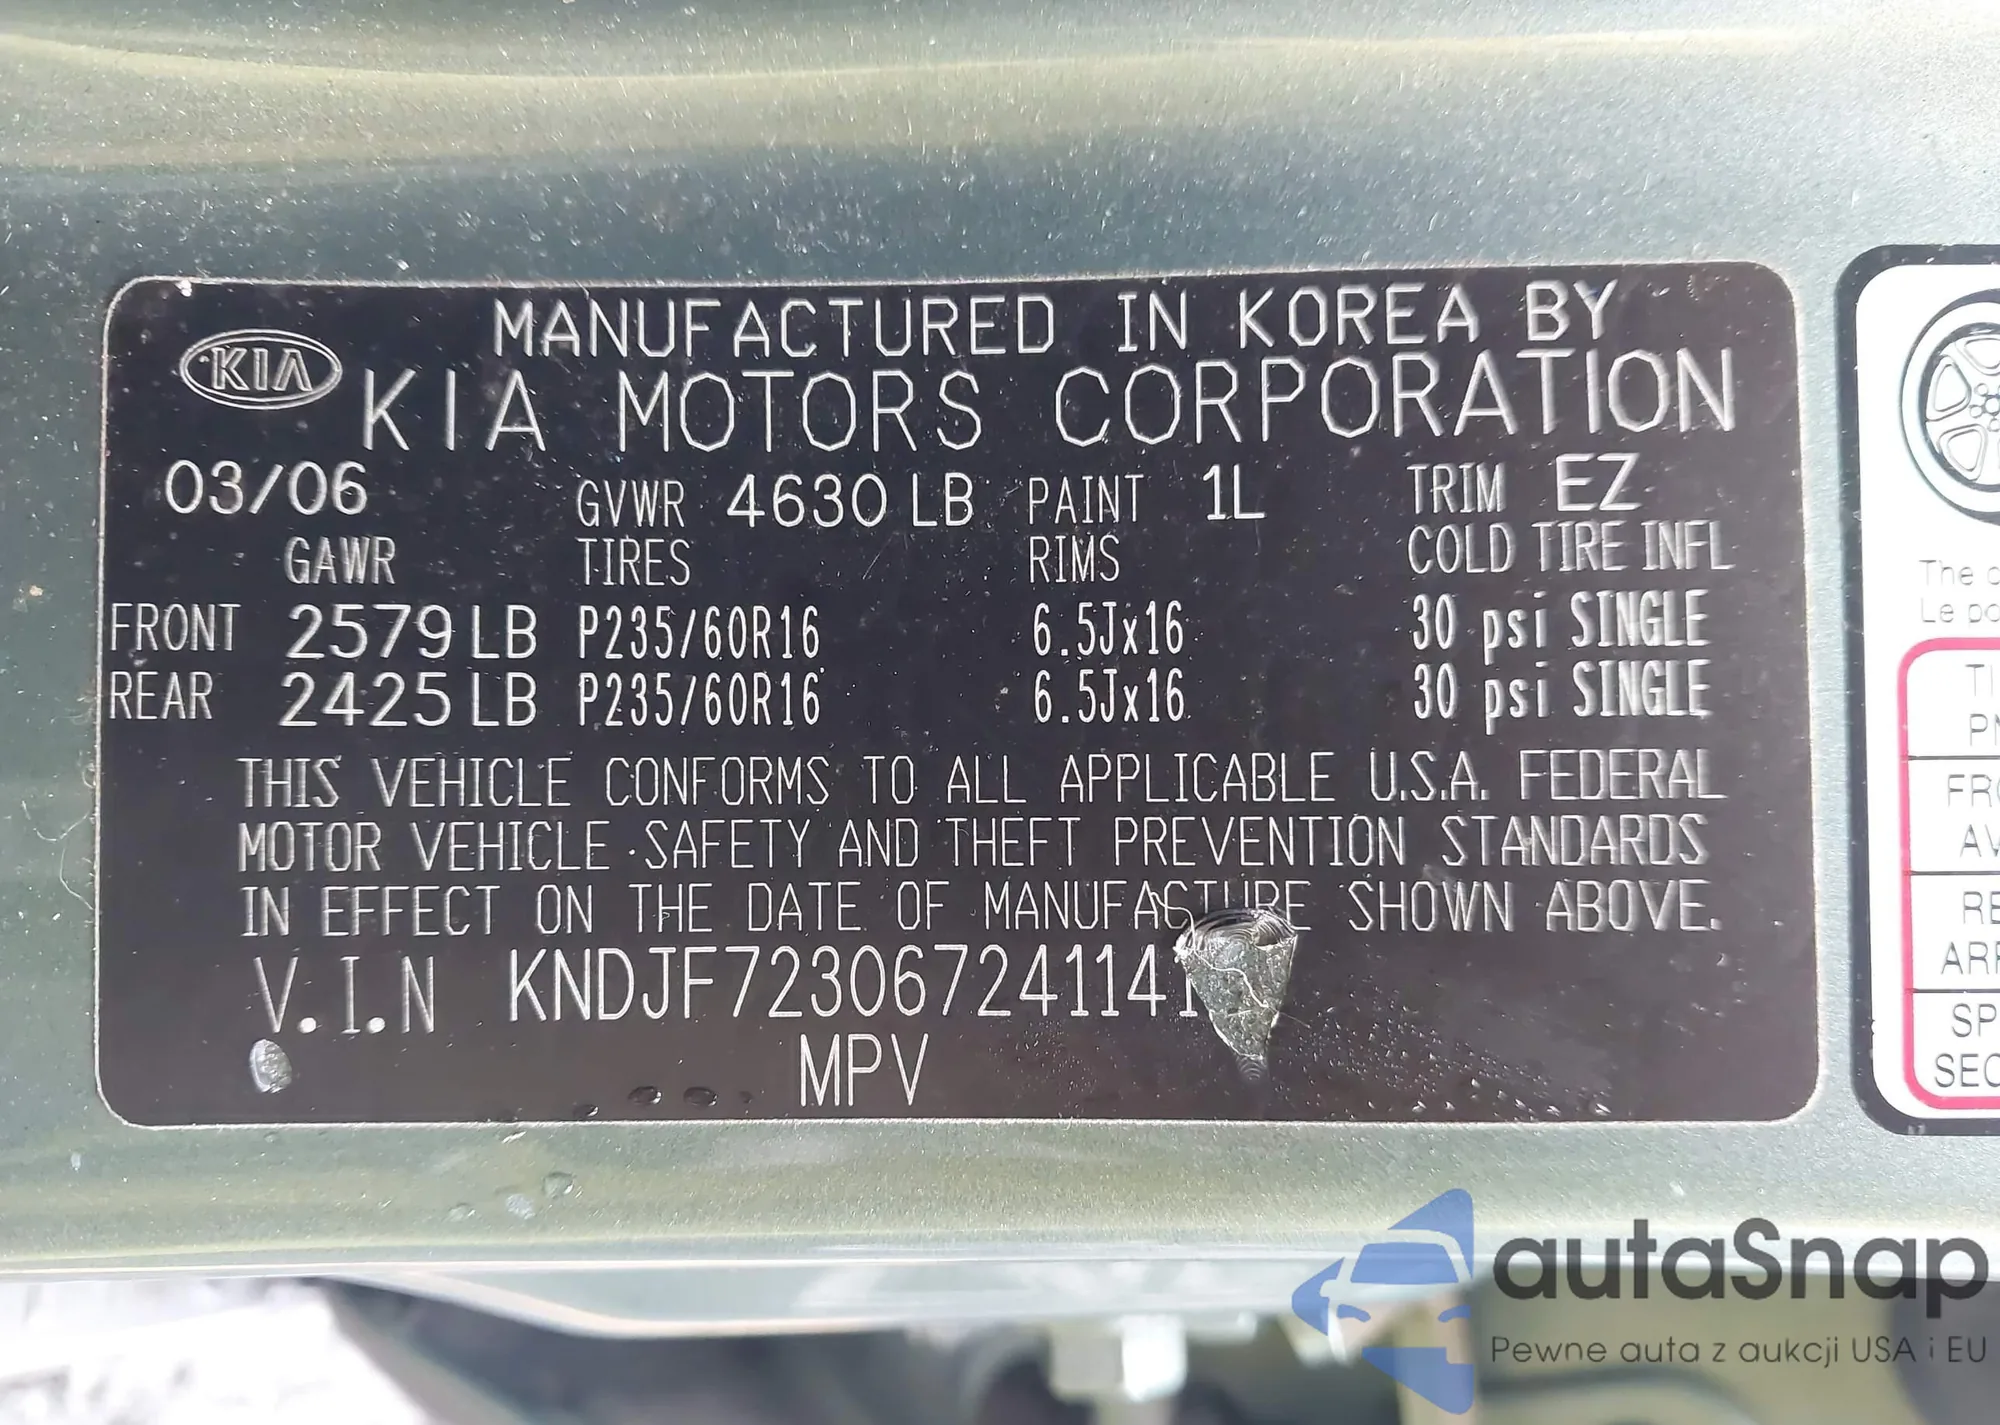 MANUFACTURED IN KOREA BY
KIA KIA MOTORS CORPORATION
03/06 GVWR 4630 LB PAINT 1L TRIM EZ
GAWR TIRES RIMS COLD TIRE INFL
FRONT 2579 LB P235/60R16 6.5Jx16 30 psi SINGLE
REAR 2425 LB P235/60R16 6.5Jx16 30 psi SINGLE
THIS VEHICLE CONFORMS TO ALL APPLICABLE U.S.A. FEDERAL
MOTOR VEHICLE SAFETY AND THEFT PREVENTION STANDARDS
IN EFFECT ON THE DATE OF MANUFACTURE SHOWN ABOVE.
V.I.N KNDJF723067241141
MPV
The
Le
autaSnap
Pewne auta z aukcji USA i EU